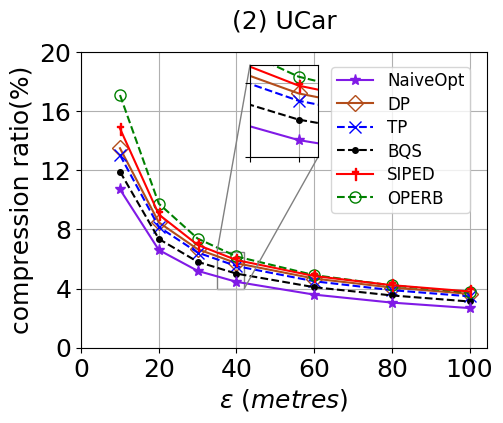 (2) UCar
compression ratio(%)
20
16
12
8
4
0
0 20 40 60 80 100
ε (metres)
NaiveOpt
DP
TP
BQS
SIPED
OPERB